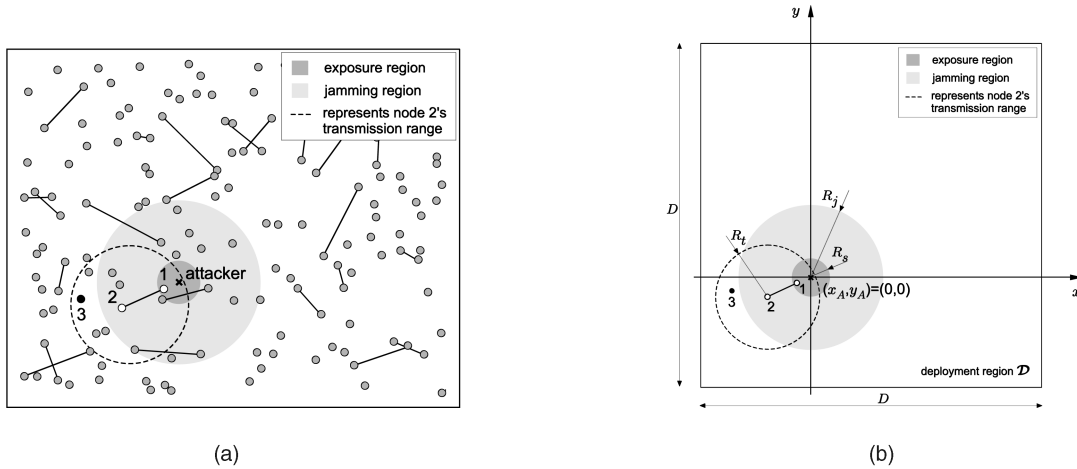 exposure region
jamming region
represents node 2's
transmission range
1
attacker
2
3
(a)
y
exposure region
jamming region
represents node 2's
transmission range
R_j
D
R_t
R_s
1
(x_A,y_A)=(0,0)
x
3
2
deployment region 𝓓
D
(b)